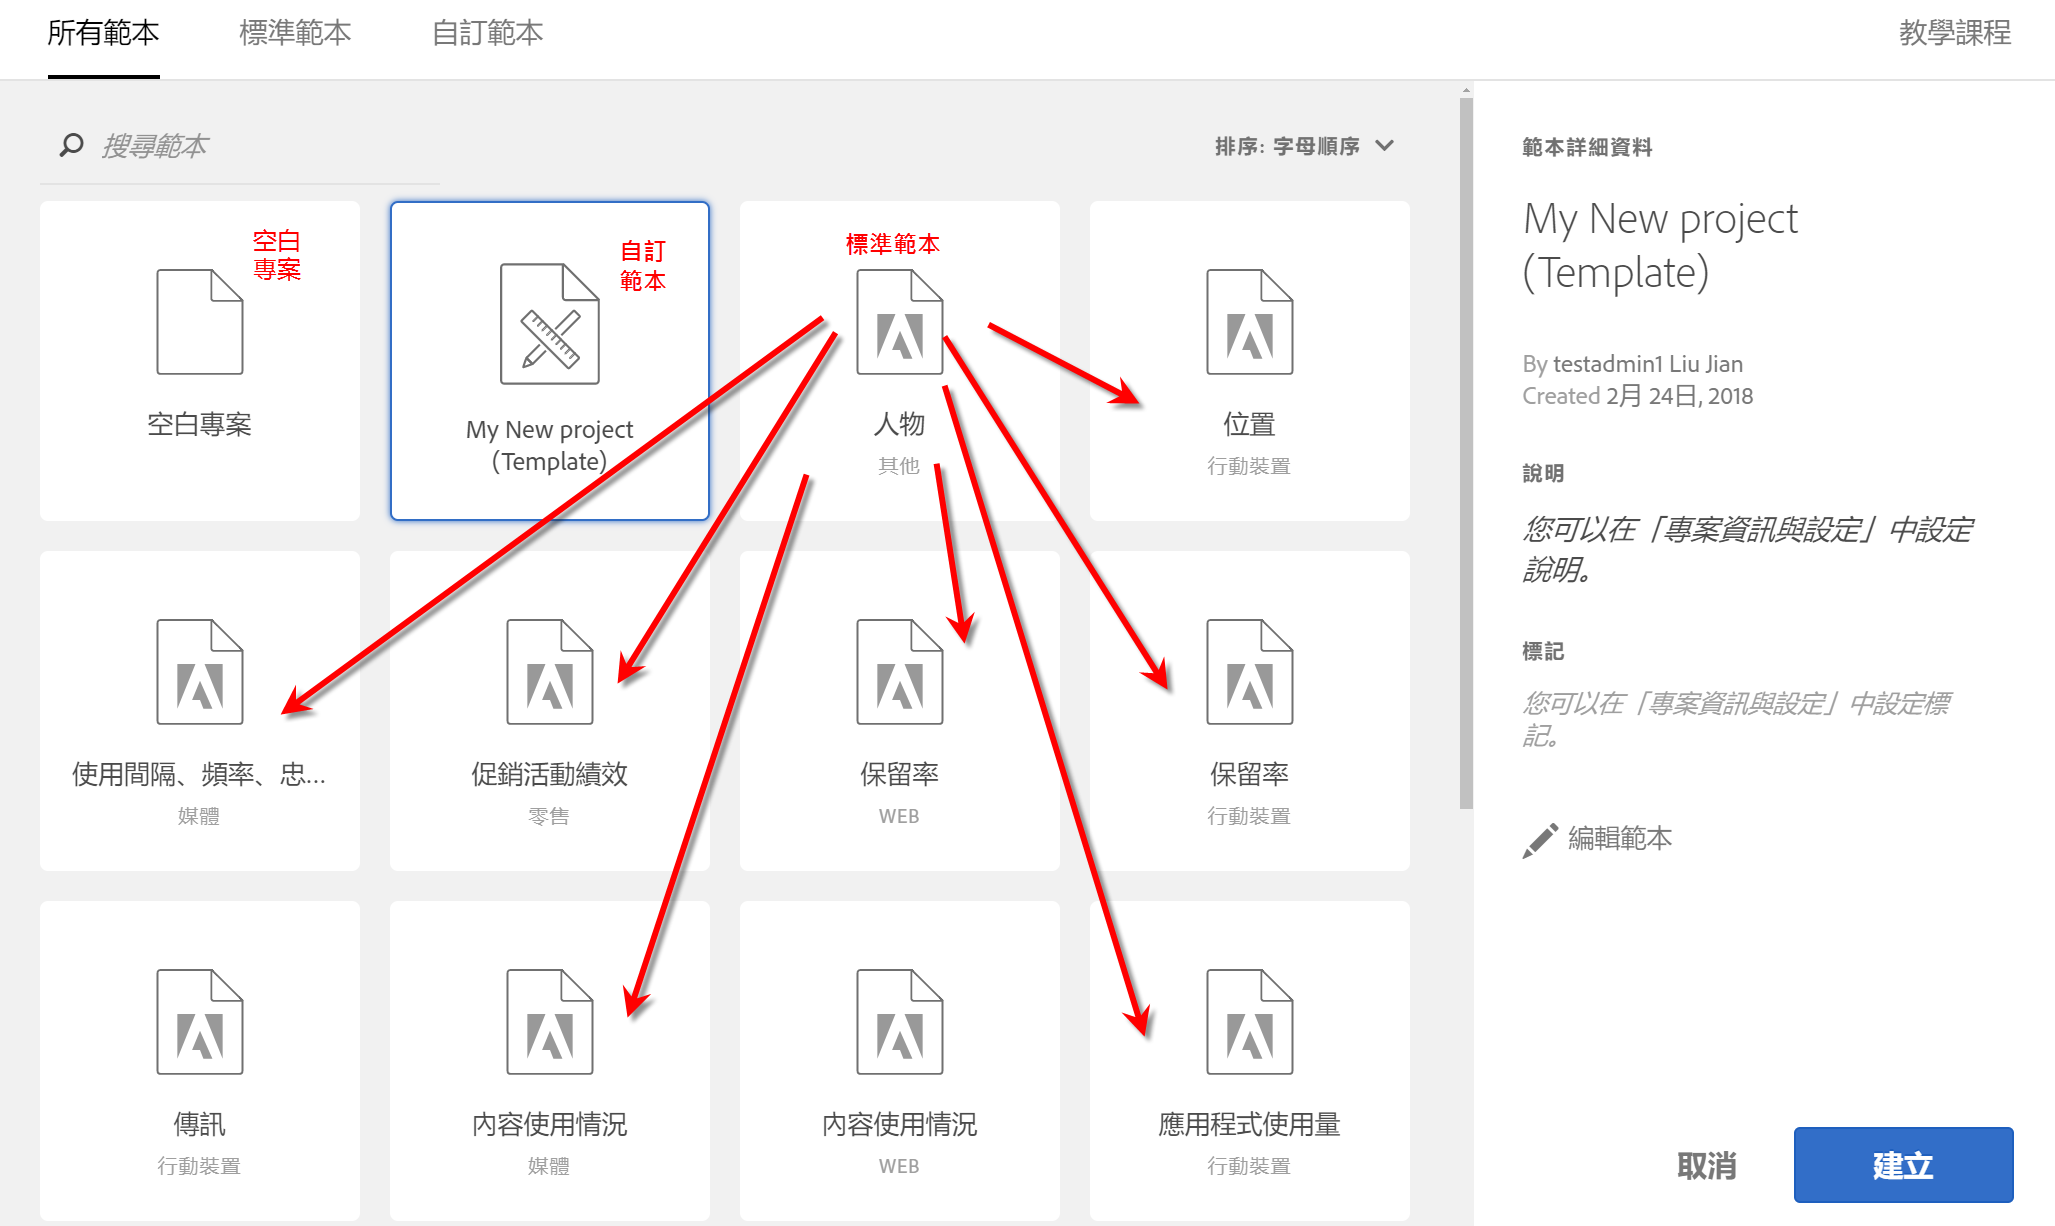 所有範本
標準範本
自訂範本
教學課程
搜尋範本
排序: 字母順序
空白
專案
空白專案
自訂
範本
My New project
(Template)
標準範本
人物
其他
位置
行動裝置
使用間隔、頻率、忠...
媒體
促銷活動績效
零售
保留率
WEB
保留率
行動裝置
傳訊
行動裝置
內容使用情況
媒體
內容使用情況
WEB
應用程式使用量
行動裝置
範本詳細資料
My New project
(Template)
By testadmin1 Liu Jian
Created 2月 24日, 2018
說明
您可以在「專案資訊與設定」中設定
說明。
標記
您可以在「專案資訊與設定」中設定標
記。
編輯範本
取消
建立